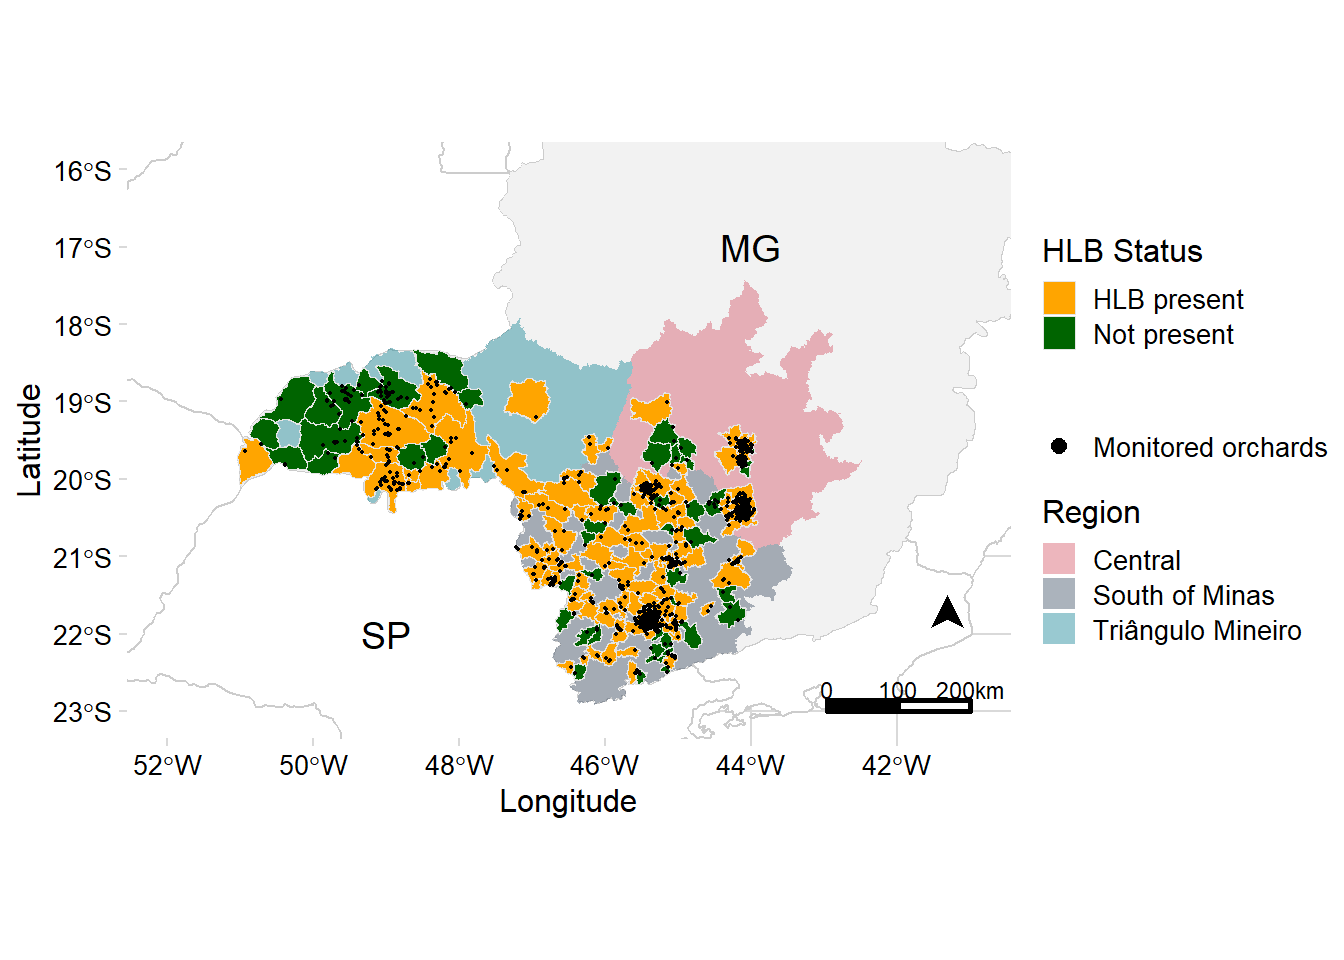 16°S
17°S
18°S
19°S
20°S
21°S
22°S
23°S
Latitude
52°W
50°W
48°W
46°W
44°W
42°W
Longitude
MG
SP
0 100 200km
HLB Status
HLB present
Not present
Monitored orchards
Region
Central
South of Minas
Triângulo Mineiro